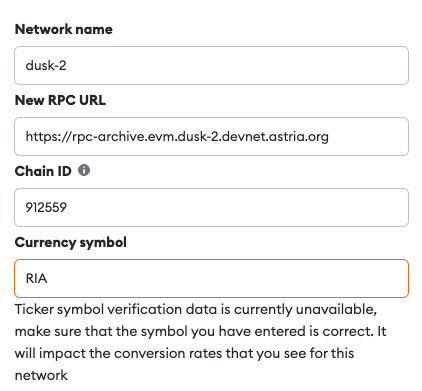 Network name
dusk-2
New RPC URL
https://rpc-archive.evm.dusk-2.devnet.astria.org
Chain ID
912559
Currency symbol
RIA
Ticker symbol verification data is currently unavailable,
make sure that the symbol you have entered is correct. It
will impact the conversion rates that you see for this
network